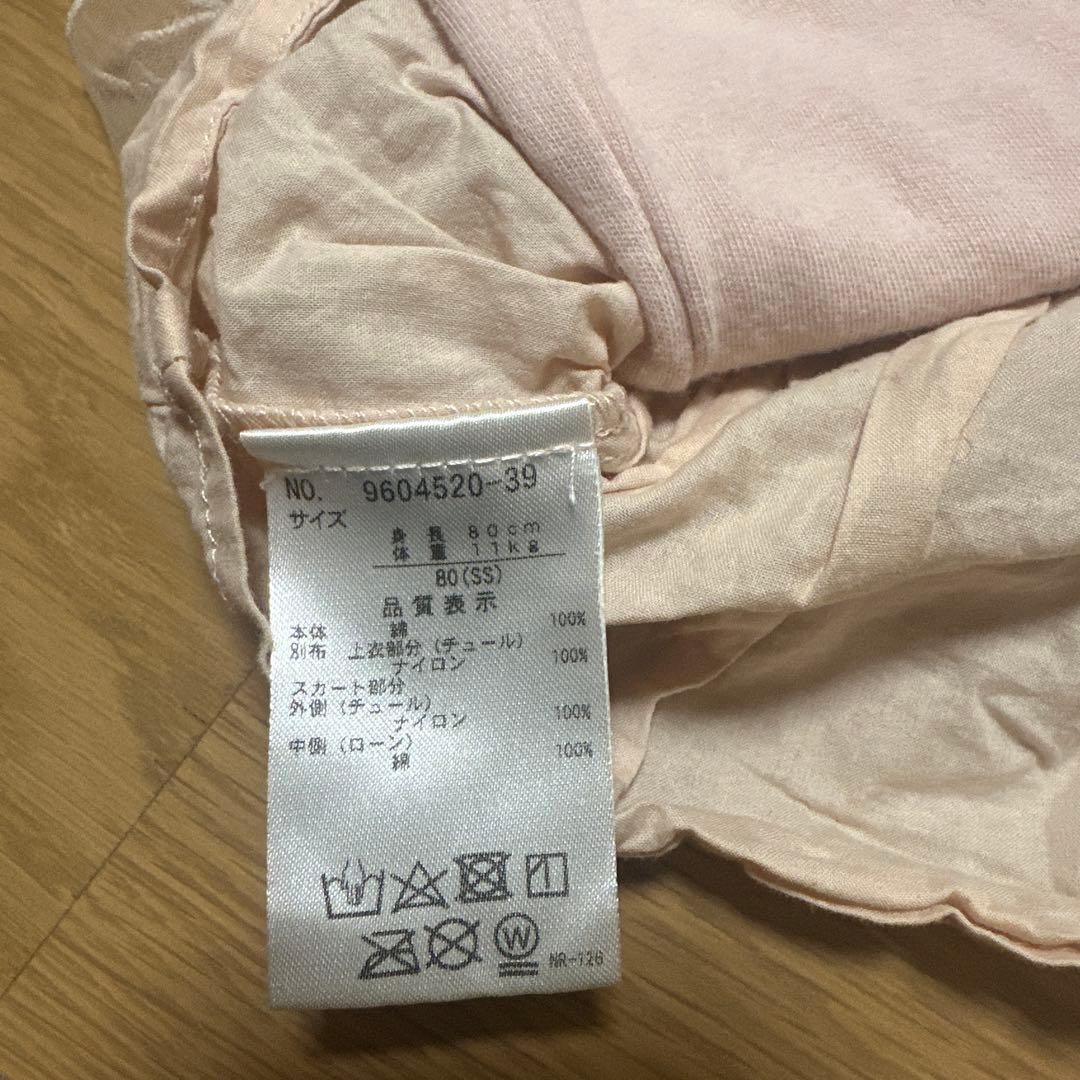 NO. 9604520-39
サイズ
身長 80cm
体重 11kg
80(SS)
品質表示
本体 綿 100%
別布 上衣部分(チュール)
ナイロン 100%
スカート部分
外側(チュール)
ナイロン 100%
中側(ローン)
綿 100%
W
NR-126